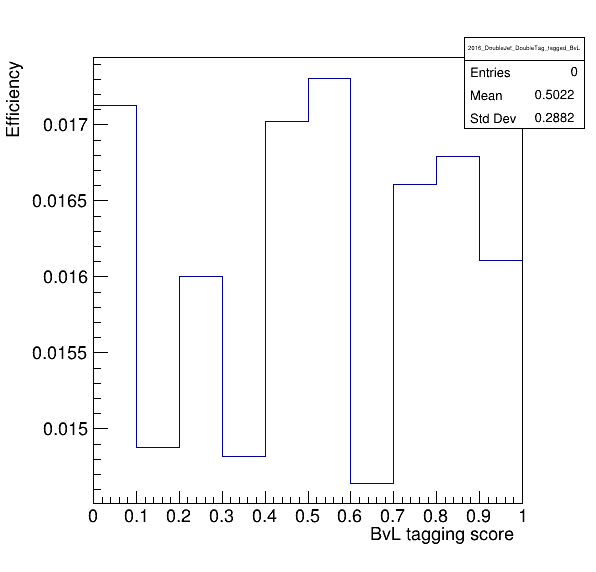 2016_DoubleJet_DoubleTag_tagged_BvL
Entries 0
Mean 0.5022
Std Dev 0.2882
Efficiency
0.017
0.0165
0.016
0.0155
0.015
0 0.1 0.2 0.3 0.4 0.5 0.6 0.7 0.8 0.9 1
BvL tagging score